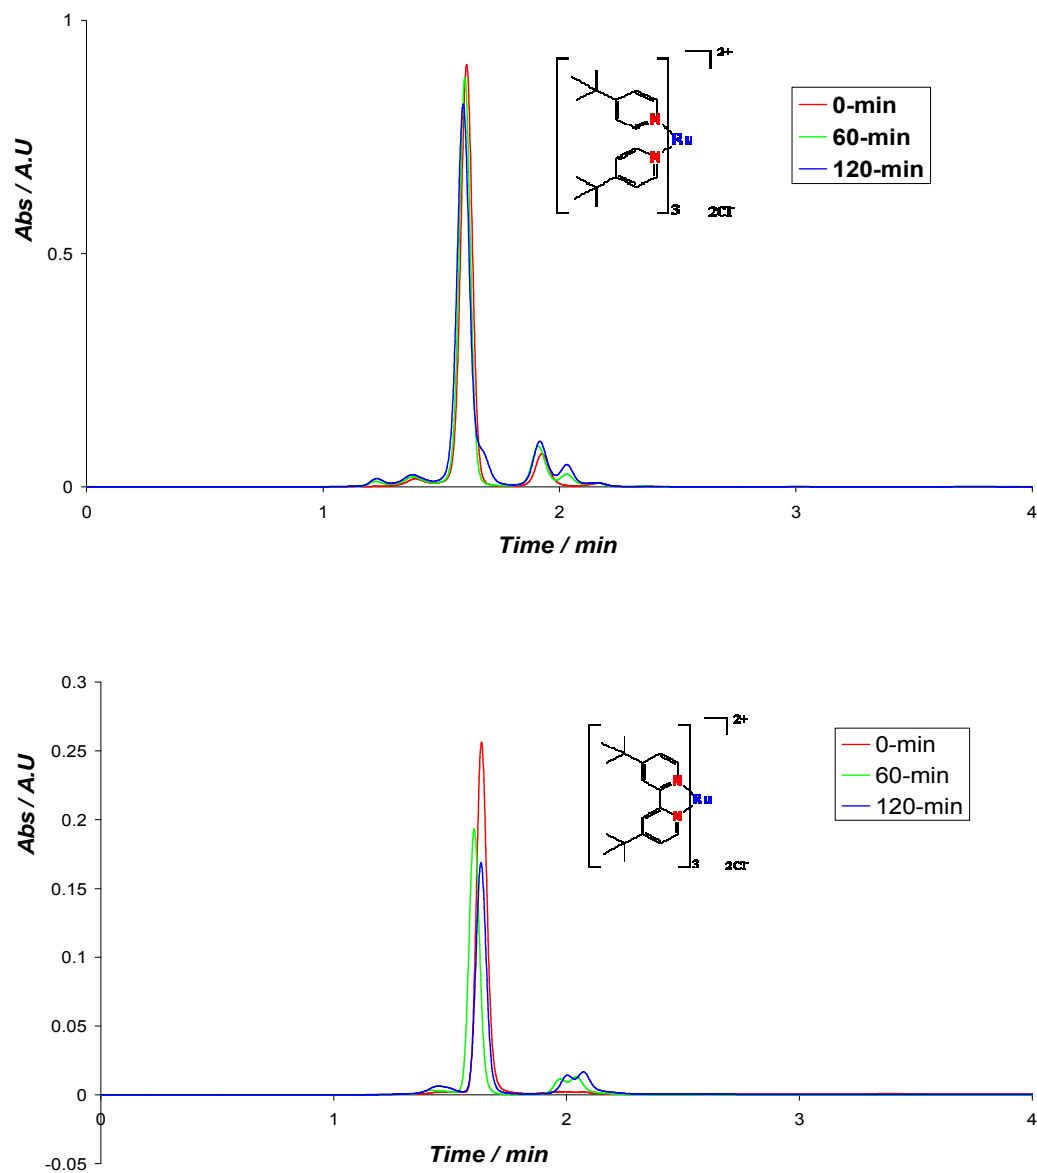 1
2+
0-min
60-min
120-min
N
Ru
N
3
2Cl-
Abs / A.U
0.5
0
0
1
2
3
4
Time / min
0.3
2+
0-min
60-min
120-min
N
Ru
N
3
2Cl-
0.25
0.2
Abs / A.U
0.15
0.1
0.05
0
0
1
2
3
4
Time / min
-0.05